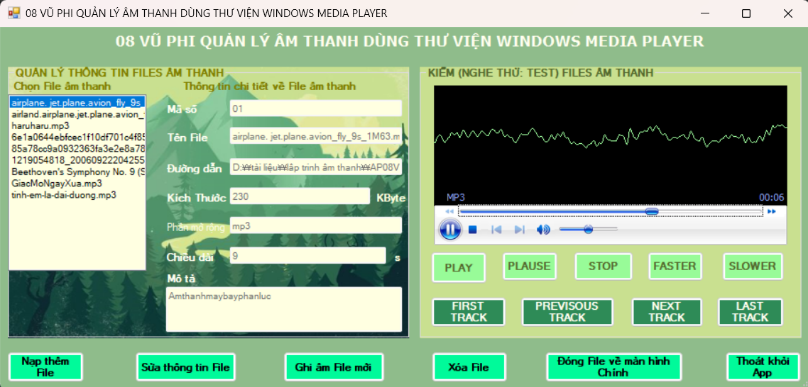 08 VŨ PHI QUẢN LÝ ÂM THANH DÙNG THƯ VIỆN WINDOWS MEDIA PLAYER
08 VŨ PHI QUẢN LÝ ÂM THANH DÙNG THƯ VIỆN WINDOWS MEDIA PLAYER
QUẢN LÝ THÔNG TIN FILES ÂM THANH
Chọn File âm thanh
Thông tin chi tiết về File âm thanh
airplane. jet.plane.avion_fly_9s
airland.airplane.jet.plane.avion_
haruharu.mp3
6e1a0644ebfcec1f10df701c4f85
85a78cc9a0932363fa3e2e8a78
1219054818_20060922204255
Beethoven's Symphony No. 9 (S
GiacMoNgayXua.mp3
tinh-em-la-dai-duong.mp3
Mã số
01
Tên File
airplane. jet.plane.avion_fly_9s_1M63.m
Đường dẫn
D:₩tài liệu₩lập trinh âm thanh₩AP08V
Kích Thước
230
KByte
Phần mở rộng
mp3
Chiều dài
9
s
Mô tả
Amthanhmaybayphanluc
KIỂM (NGHE THỬ: TEST) FILES ÂM THANH
MP3
00:06
PLAY
PLAUSE
STOP
FASTER
SLOWER
FIRST TRACK
PREVISOUS TRACK
NEXT TRACK
LAST TRACK
Nạp thêm File
Sửa thông tin File
Ghi âm File mới
Xóa File
Đóng File về màn hình Chính
Thoát khỏi App